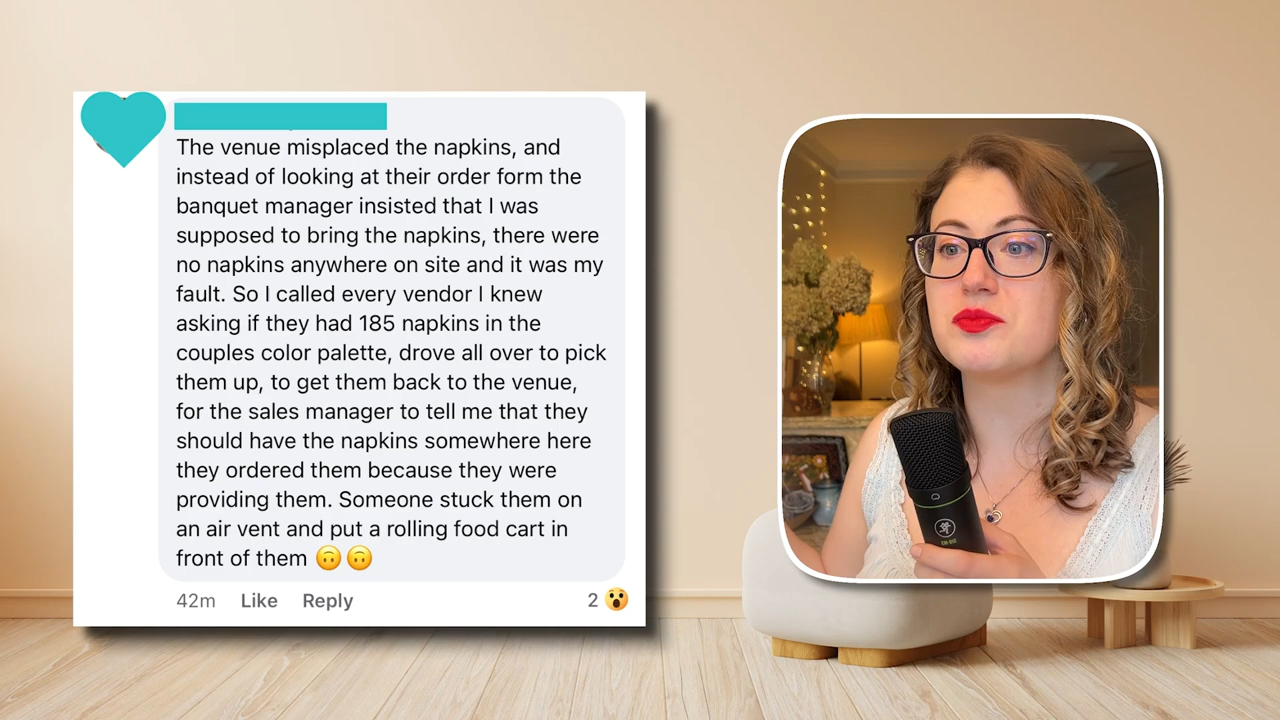 The venue misplaced the napkins, and
instead of looking at their order form the
banquet manager insisted that I was
supposed to bring the napkins, there were
no napkins anywhere on site and it was my
fault. So I called every vendor I knew
asking if they had 185 napkins in the
couples color palette, drove all over to pick
them up, to get them back to the venue,
for the sales manager to tell me that they
should have the napkins somewhere here
they ordered them because they were
providing them. Someone stuck them on
an air vent and put a rolling food cart in
front of them 🙃 🙃
42m Like Reply 2 😮